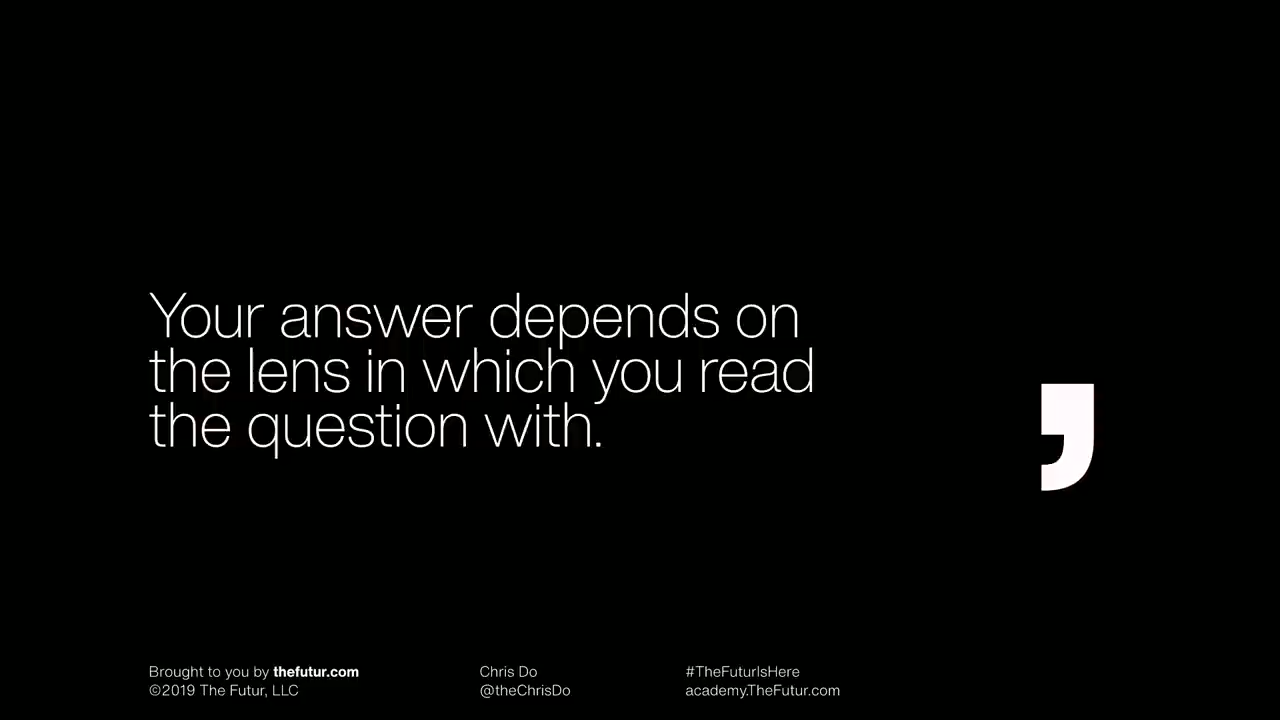 Your answer depends on
the lens in which you read
the question with.
,
Brought to you by thefutur.com
©2019 The Futur, LLC
Chris Do
@theChrisDo
#TheFuturIsHere
academy.TheFutur.com